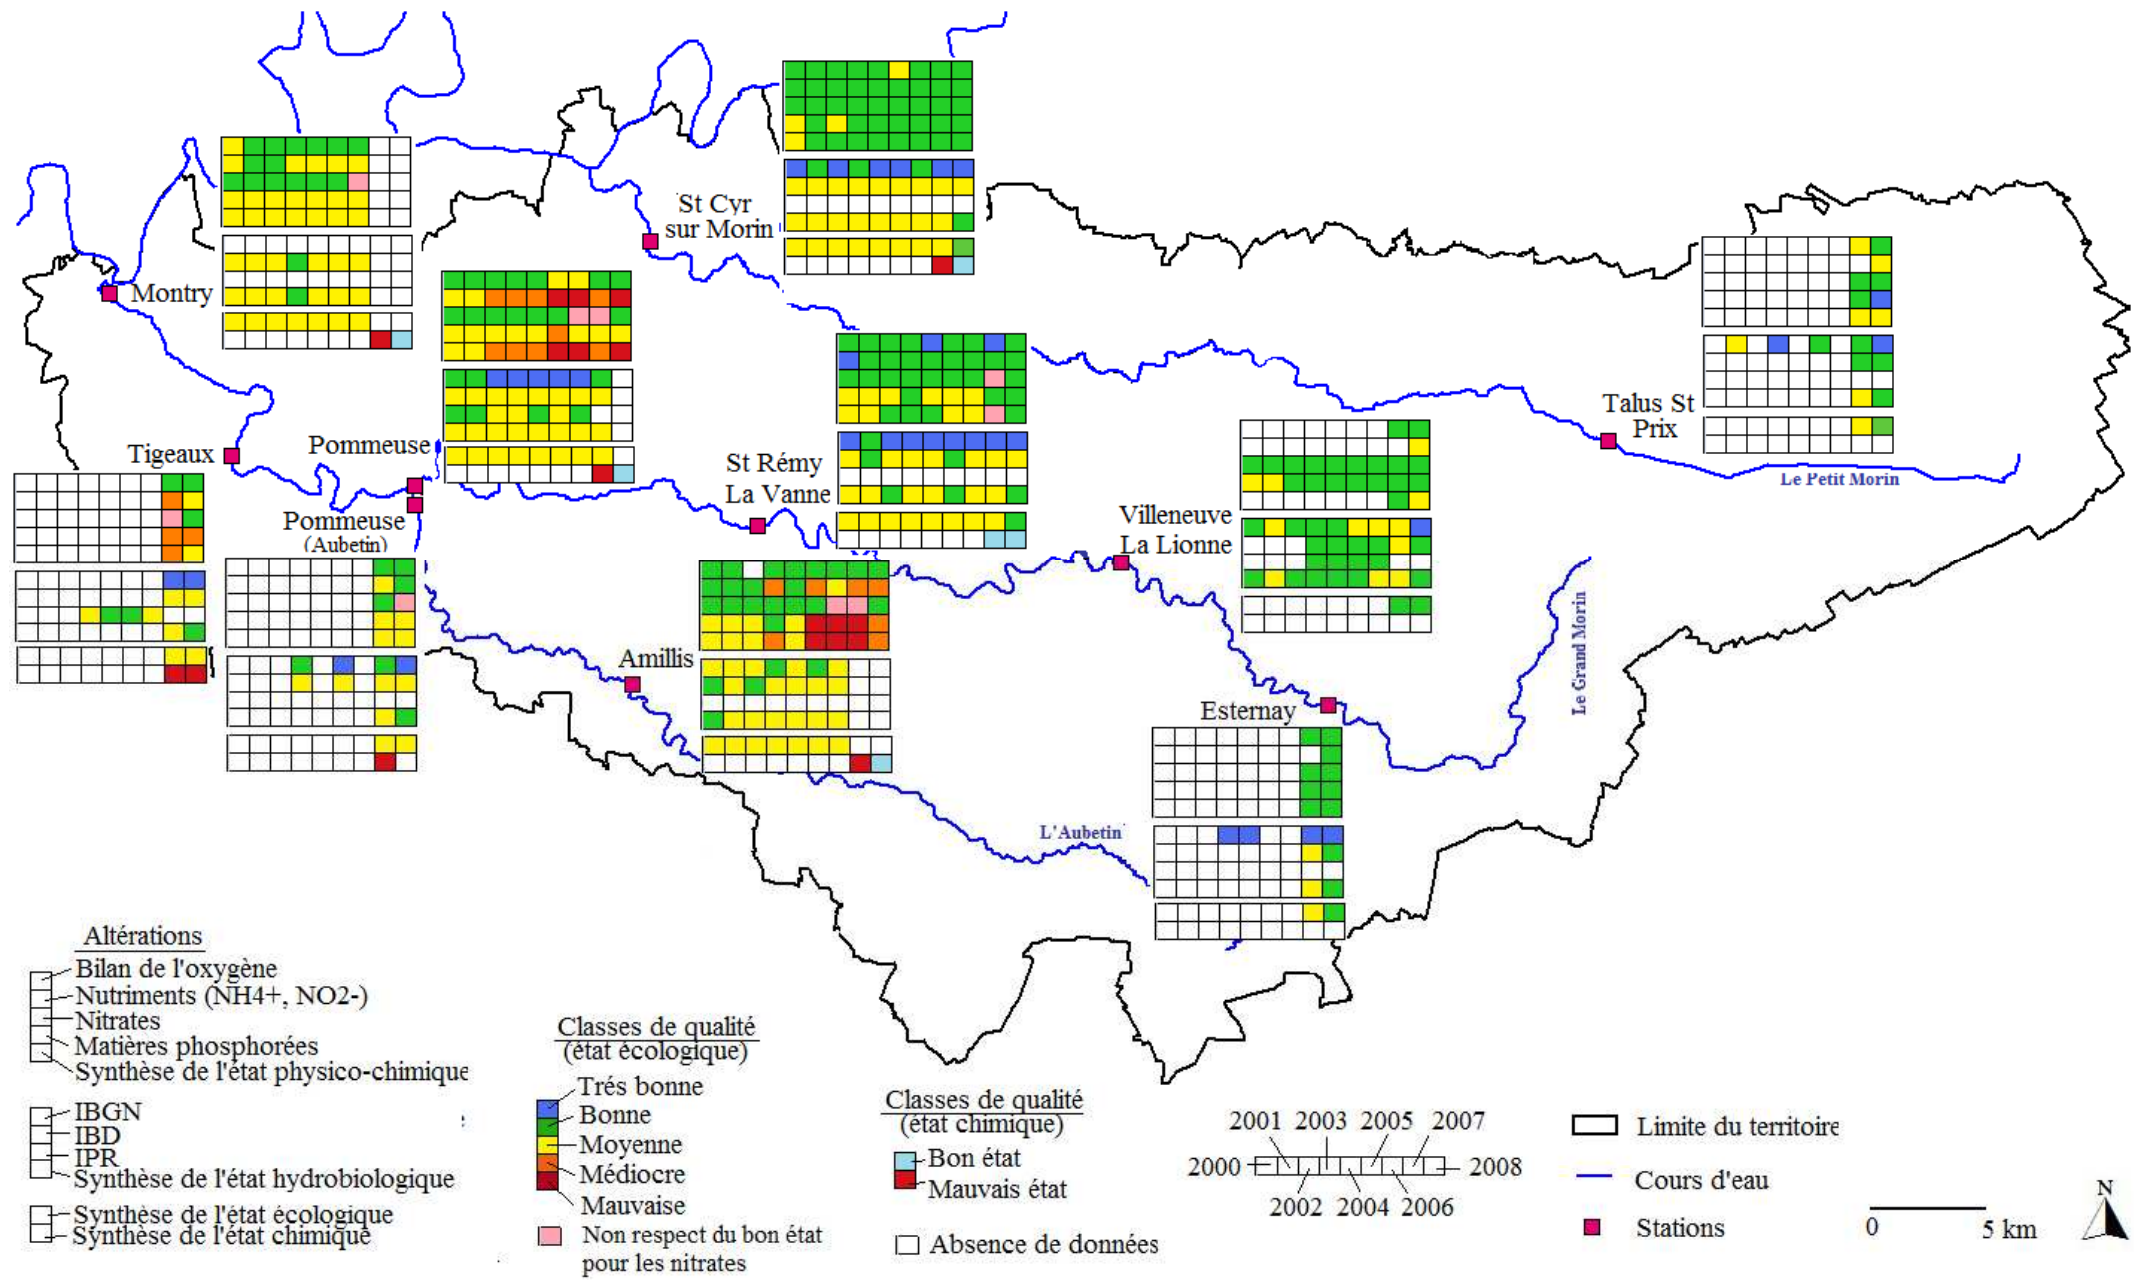 St Cyr
sur Morin
Montry
Talus St
Prix
Tigeaux
Pommeuse
St Rémy
La Vanne
Le Petit Morin
Pommeuse
(Aubetin)
Villeneuve
La Lionne
Le Grand Morin
Amillis
Esternay
L'Aubetin
Altérations
Bilan de l'oxygène
Nutriments (NH4+, NO2-)
Nitrates
Matières phosphorées
Synthèse de l'état physico-chimique
IBGN
IBD
IPR
Synthèse de l'état hydrobiologique
Synthèse de l'état écologique
Synthèse de l'état chimique
Classes de qualité
(état écologique)
Trés bonne
Bonne
Moyenne
Médiocre
Mauvaise
Non respect du bon état
pour les nitrates
Classes de qualité
(état chimique)
Bon état
Mauvais état
Absence de données
2001 2003 2005 2007
2000 2008
2002 2004 2006
Limite du territoire
Cours d'eau
Stations
0 5 km
N